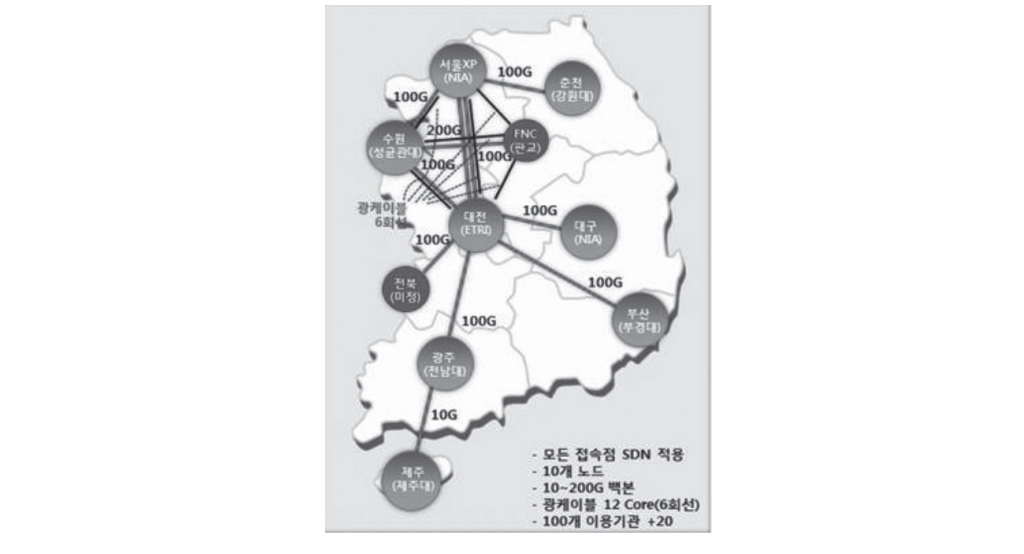 서울XP
(NIA)
100G
춘천
(강원대)
100G
200G
FNC
(판교)
수원
(성균관대)
100G
100G
광케이블
6회선
대전
(ETRI)
100G
대구
(NIA)
100G
전북
(미정)
100G
부산
(부경대)
100G
광주
(전남대)
10G
제주
(제주대)
- 모든 접속점 SDN 적용
- 10개 노드
- 10~200G 백본
- 광케이블 12 Core(6회선)
- 100개 이용기관 +20